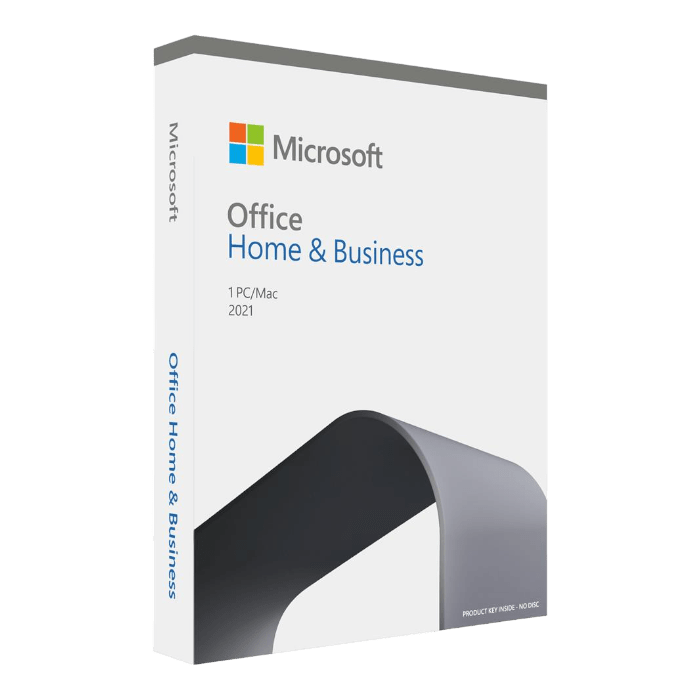 Microsoft
Office
Home & Business
1 PC/Mac
2021
PRODUCT KEY INSIDE - NO DISC
Microsoft
Office Home & Business